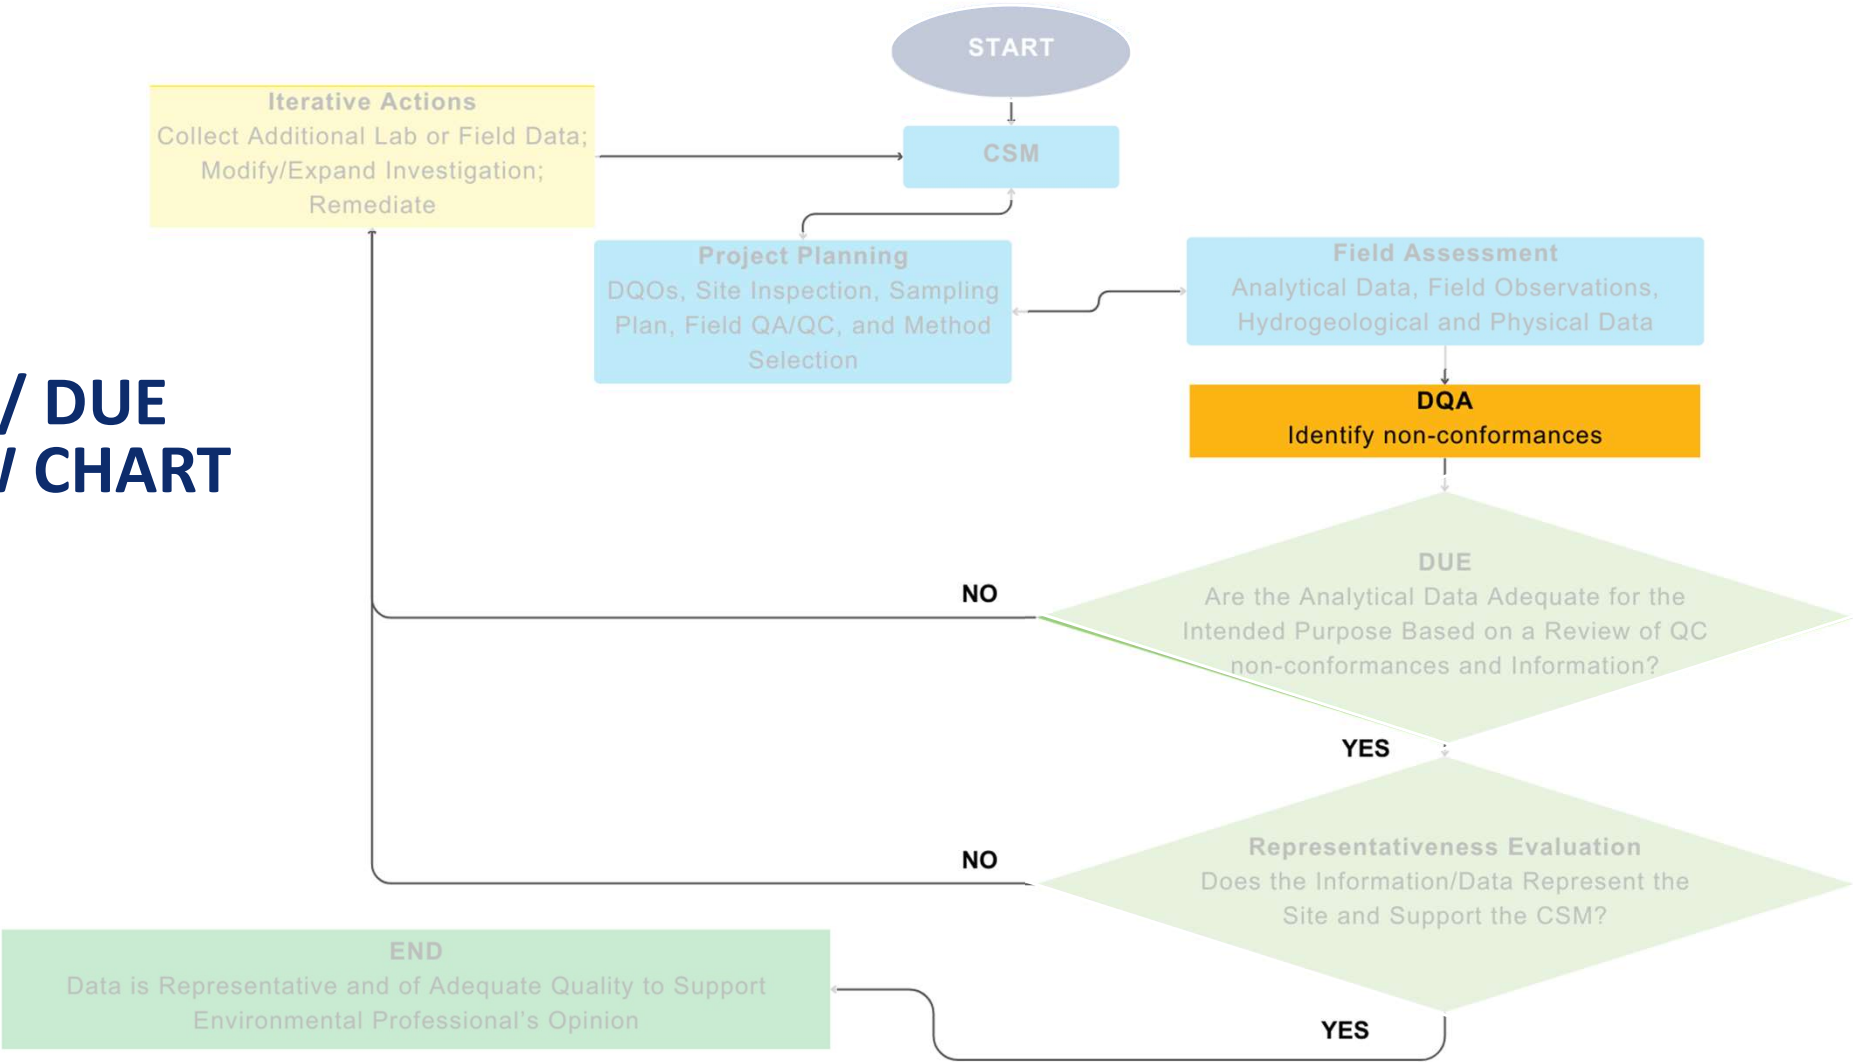 START
Iterative Actions
Collect Additional Lab or Field Data;
Modify/Expand Investigation;
Remediate
CSM
Project Planning
DQOs, Site Inspection, Sampling
Plan, Field QA/QC, and Method
Selection
Field Assessment
Analytical Data, Field Observations,
Hydrogeological and Physical Data
/ DUE
CHART
DQA
Identify non-conformances
DUE
Are the Analytical Data Adequate for the
Intended Purpose Based on a Review of QC
non-conformances and Information?
NO
YES
Representativeness Evaluation
Does the Information/Data Represent the
Site and Support the CSM?
NO
YES
END
Data is Representative and of Adequate Quality to Support
Environmental Professional's Opinion